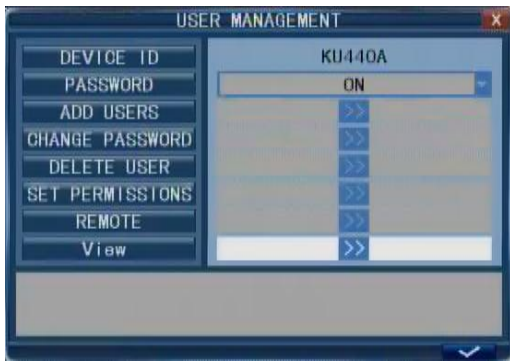 USER MANAGEMENT X
DEVICE ID KU440A
PASSWORD ON
ADD USERS >>
CHANGE PASSWORD >>
DELETE USER >>
SET PERMISSIONS >>
REMOTE >>
View >>